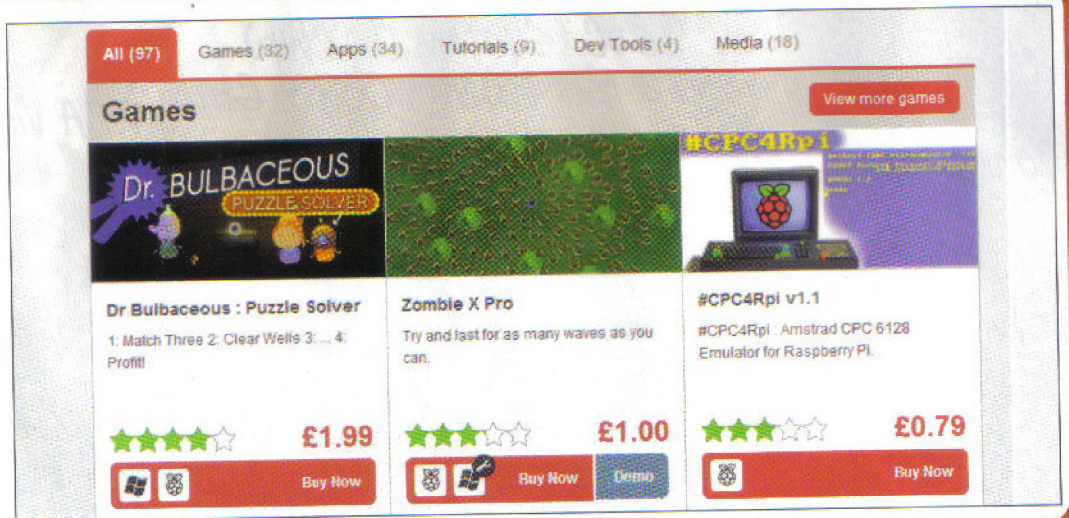 All (97) Games (32) Apps (34) Tutorials (9) Dev Tools (4) Media (18)
Games
View more games
Dr. BULBACEOUS
PUZZLE SOLVER
#CPC4Rpi
Dr Bulbaceous : Puzzle Solver
1: Match Three 2: Clear Wells 3: ... 4:
Profit!
£1.99
Buy Now
Zombie X Pro
Try and last for as many waves as you
can.
£1.00
Buy Now
Demo
#CPC4Rpi v1.1
#CPC4Rpi : Amstrad CPC 6128
Emulator for Raspberry Pi.
£0.79
Buy Now